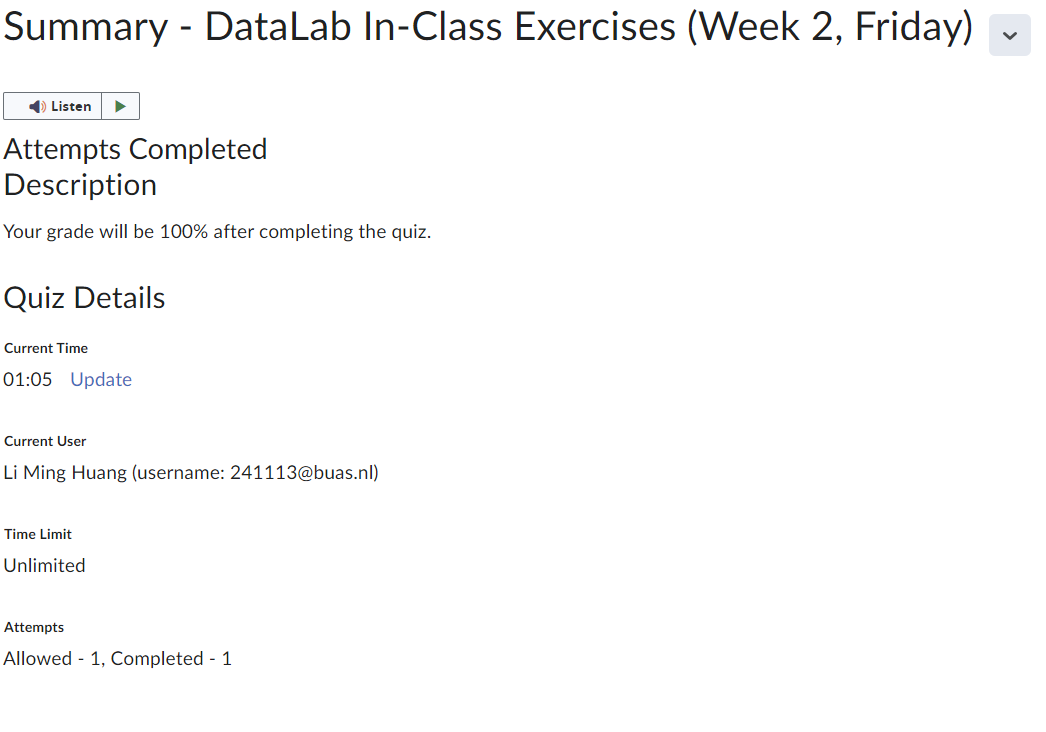 Summary - DataLab In-Class Exercises (Week 2, Friday)
Listen
Attempts Completed
Description
Your grade will be 100% after completing the quiz.
Quiz Details
Current Time
01:05 Update
Current User
Li Ming Huang (username: 241113@buas.nl)
Time Limit
Unlimited
Attempts
Allowed - 1, Completed - 1